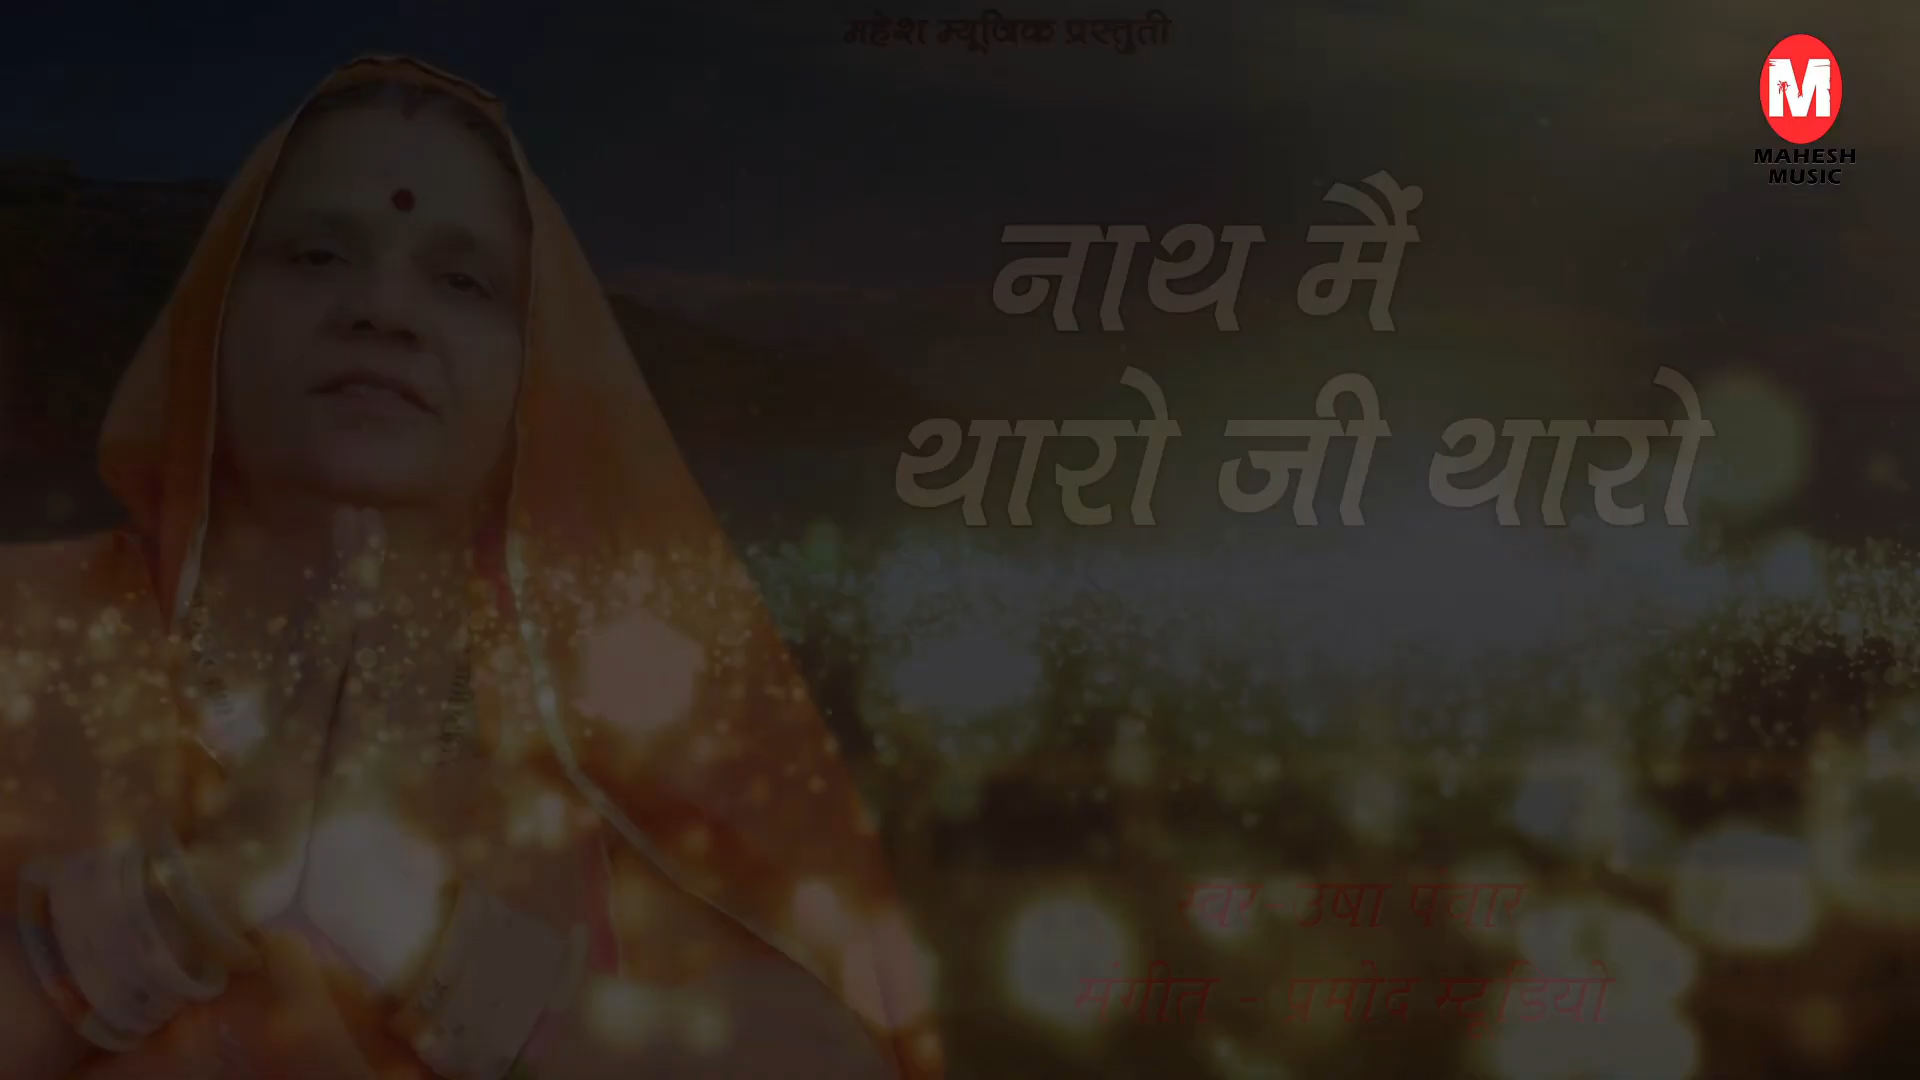 महेश म्यूजिक प्रस्तुती
MAHESH
MUSIC
नाथ मैं
थारो जी थारो
स्वर-उषा पंवार
संगीत - प्रमोद स्टूडियो